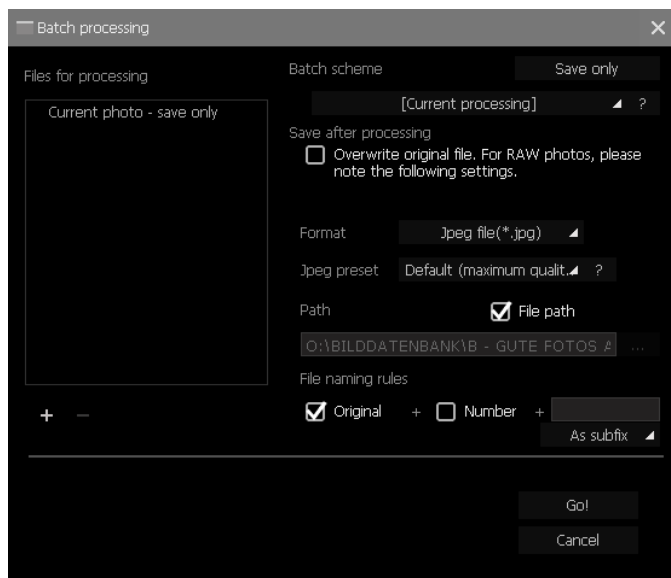 Batch processing
Files for processing
Current photo - save only
Batch scheme
Save only
[Current processing]
?
Save after processing
Overwrite original file. For RAW photos, please
note the following settings.
Format
Jpeg file(*.jpg)
Jpeg preset
Default (maximum qualit.
?
Path
File path
O:\BILDDATENBANK\B - GUTE FOTOS A
...
File naming rules
+ −
Original + Number +
As subfix
Go!
Cancel